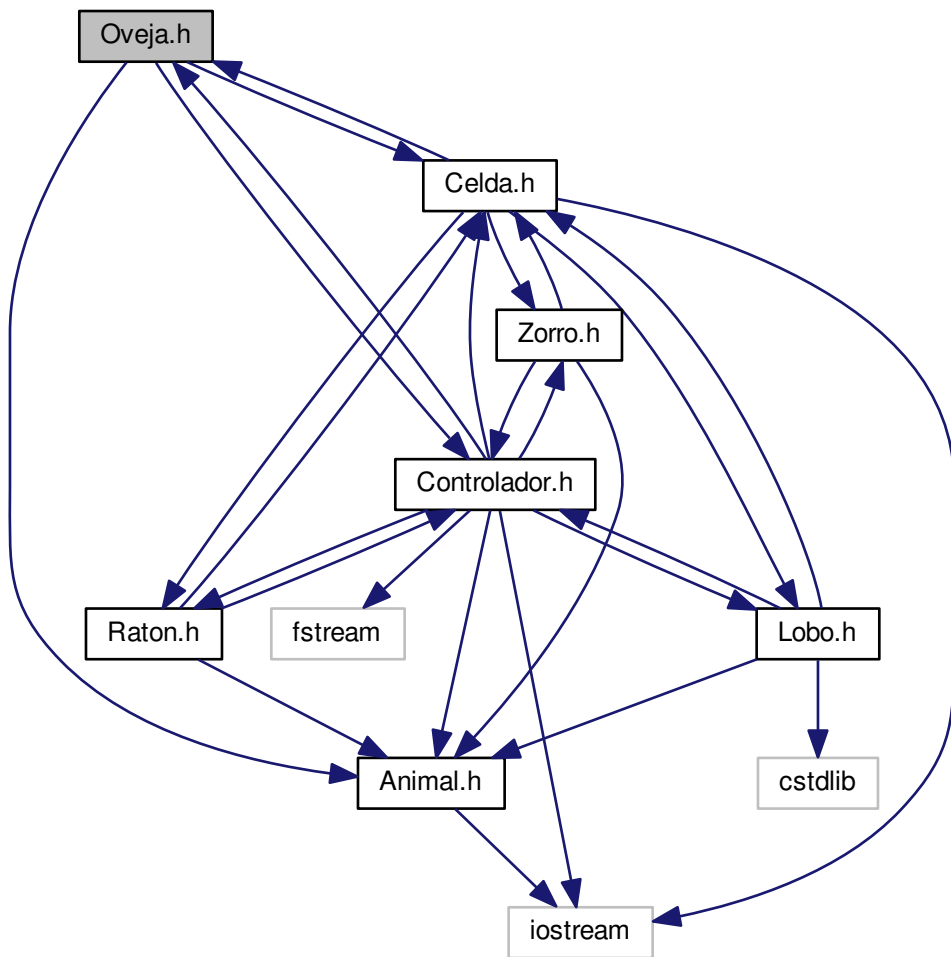 Oveja.h
Celda.h
Zorro.h
Controlador.h
Raton.h
fstream
Lobo.h
Animal.h
cstdlib
iostream